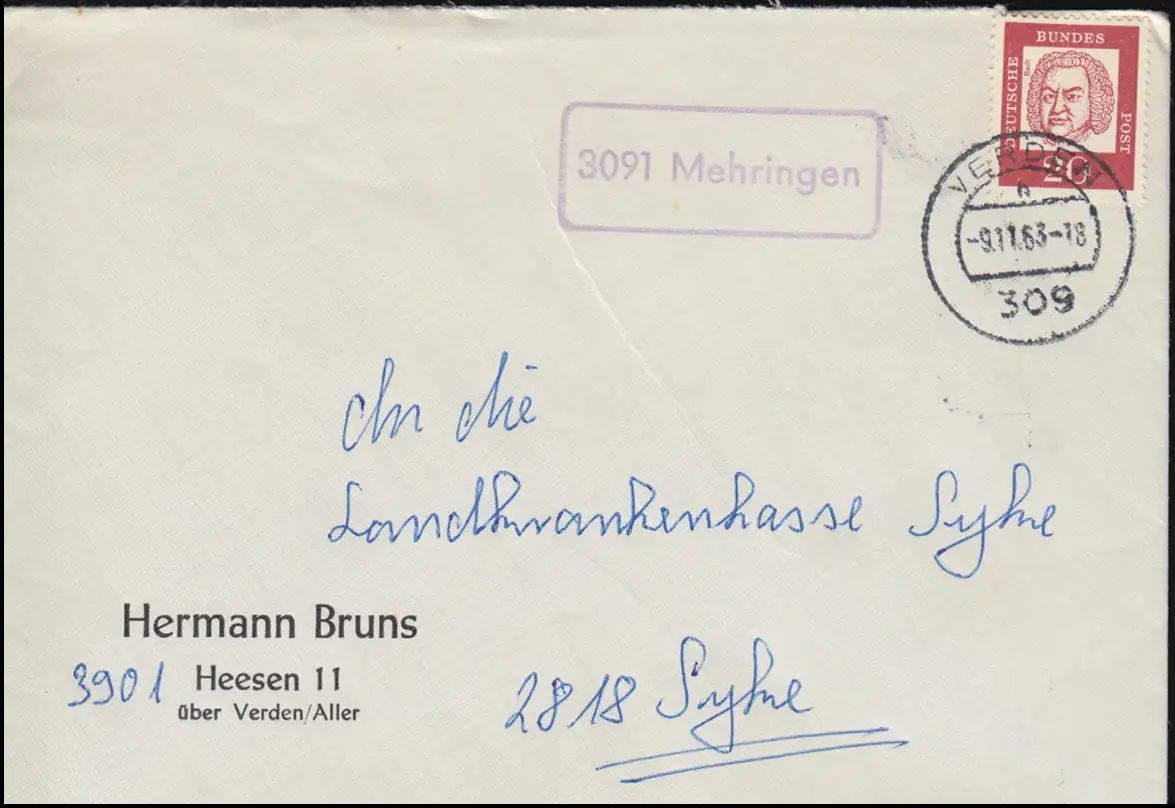 DEUTSCHE BUNDES POST
Bach
20
3091 Mehringen
VERDEN
-9.11.63-18
309
An die
Landkrankenkasse Syke
Hermann Bruns
3901 Heesen 11
über Verden/Aller
2818 Syke